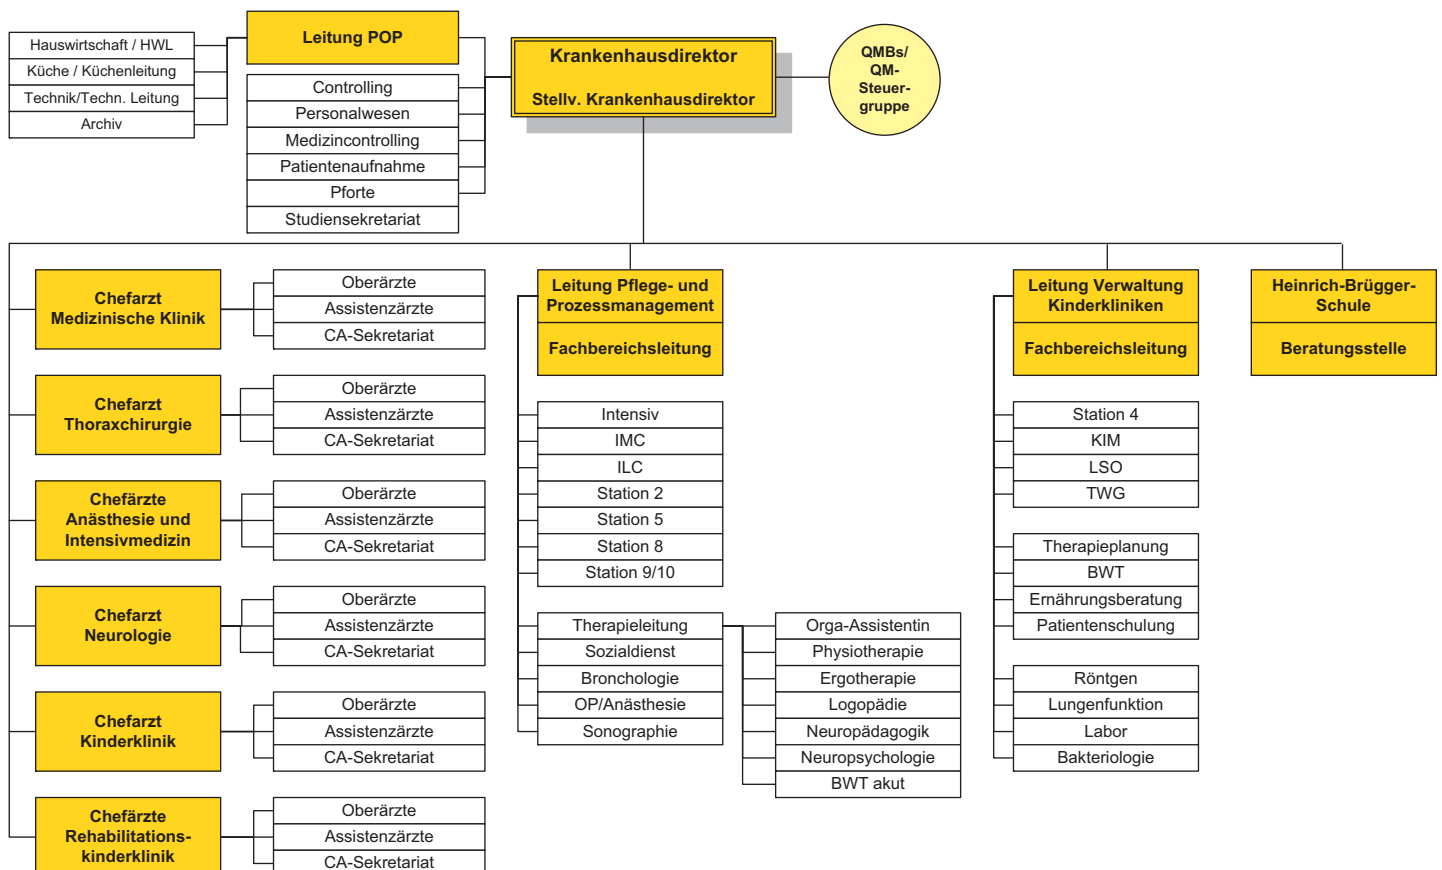 Hauswirtschaft / HWL
Küche / Küchenleitung
Technik/Techn. Leitung
Archiv
Leitung POP
Controlling
Personalwesen
Medizincontrolling
Patientenaufnahme
Pforte
Studiensekretariat
Krankenhausdirektor
Stellv. Krankenhausdirektor
QMBs/
QM-
Steuer-
gruppe
Chefarzt
Medizinische Klinik
Oberärzte
Assistenzärzte
CA-Sekretariat
Chefarzt
Thoraxchirurgie
Oberärzte
Assistenzärzte
CA-Sekretariat
Chefärzte
Anästhesie und
Intensivmedizin
Oberärzte
Assistenzärzte
CA-Sekretariat
Chefarzt
Neurologie
Oberärzte
Assistenzärzte
CA-Sekretariat
Chefarzt
Kinderklinik
Oberärzte
Assistenzärzte
CA-Sekretariat
Chefärzte
Rehabilitations-
kinderklinik
Oberärzte
Assistenzärzte
CA-Sekretariat
Leitung Pflege- und
Prozessmanagement
Fachbereichsleitung
Intensiv
IMC
ILC
Station 2
Station 5
Station 8
Station 9/10
Therapieleitung
Sozialdienst
Bronchologie
OP/Anästhesie
Sonographie
Orga-Assistentin
Physiotherapie
Ergotherapie
Logopädie
Neuropädagogik
Neuropsychologie
BWT akut
Leitung Verwaltung
Kinderkliniken
Fachbereichsleitung
Station 4
KIM
LSO
TWG
Therapieplanung
BWT
Ernährungsberatung
Patientenschulung
Röntgen
Lungenfunktion
Labor
Bakteriologie
Heinrich-Brügger-
Schule
Beratungsstelle